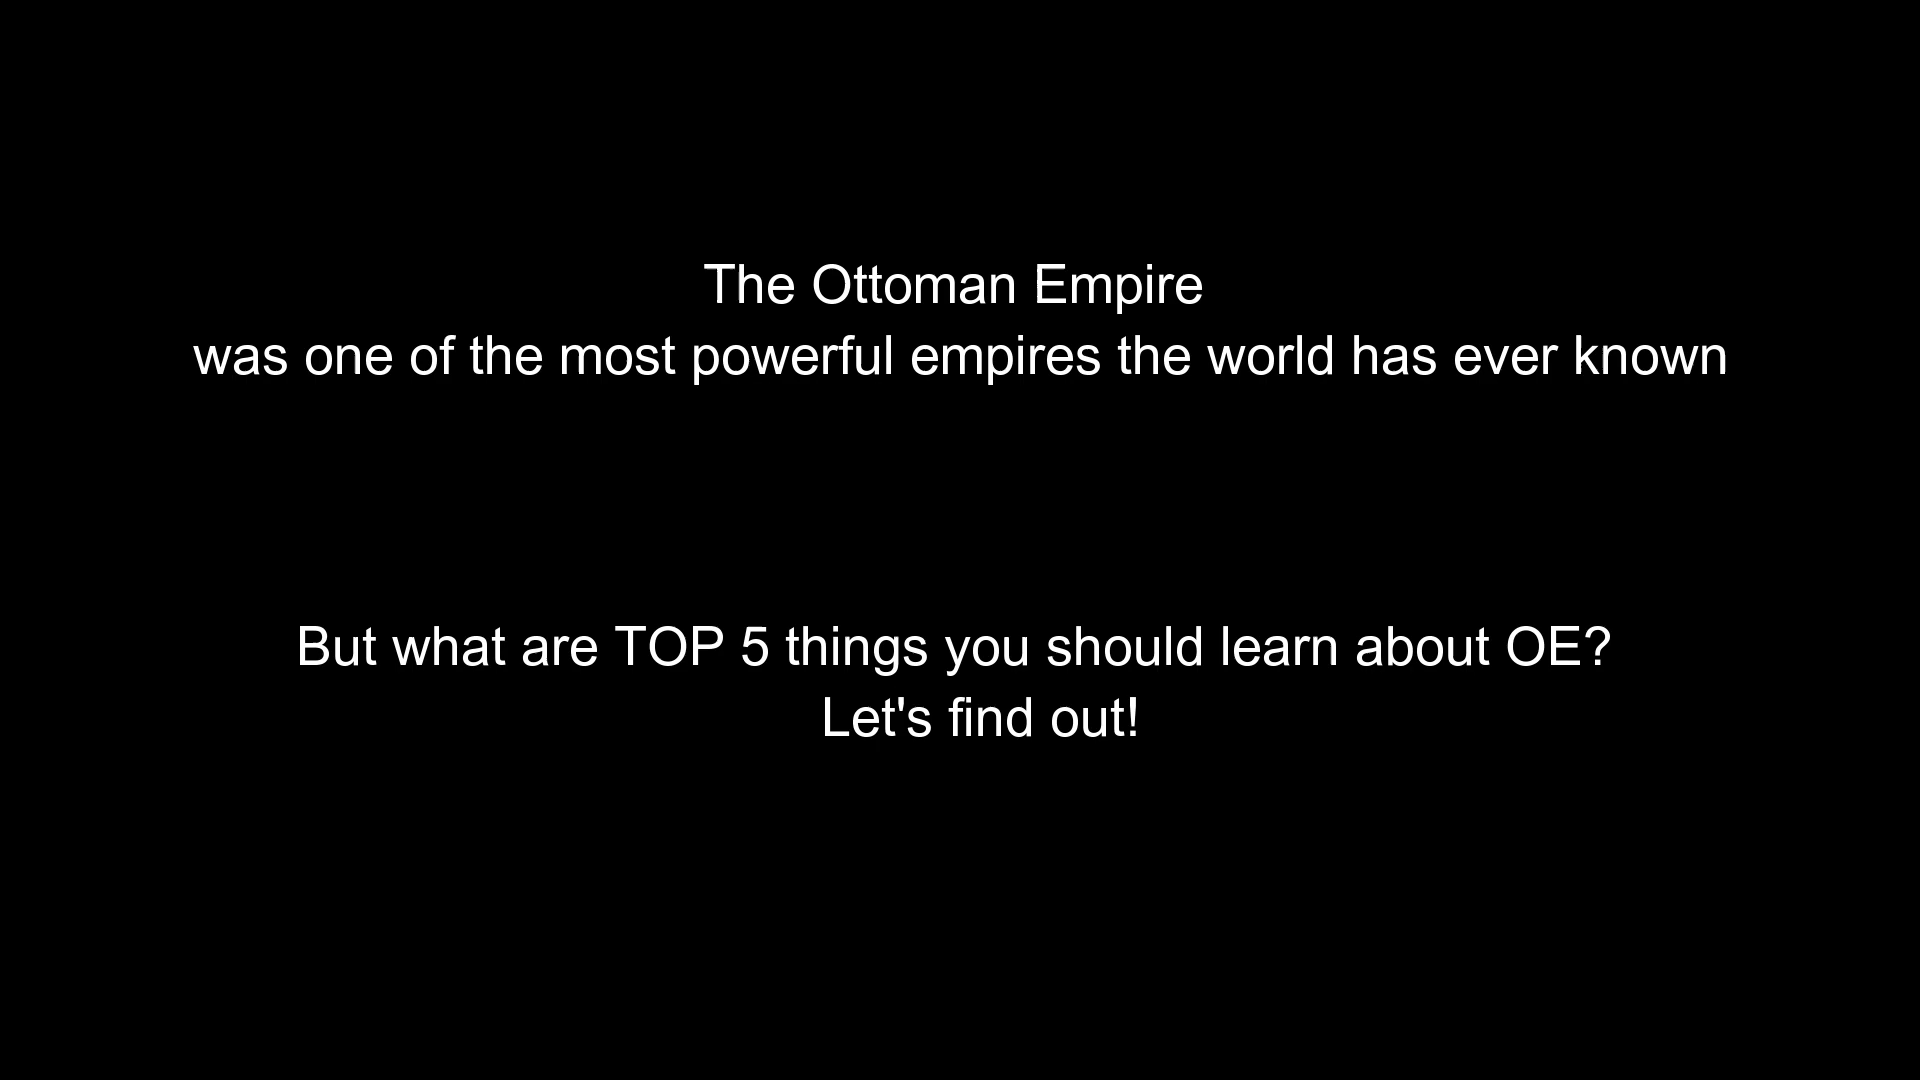 The Ottoman Empire
was one of the most powerful empires the world has ever known
But what are TOP 5 things you should learn about OE?
Let's find out!